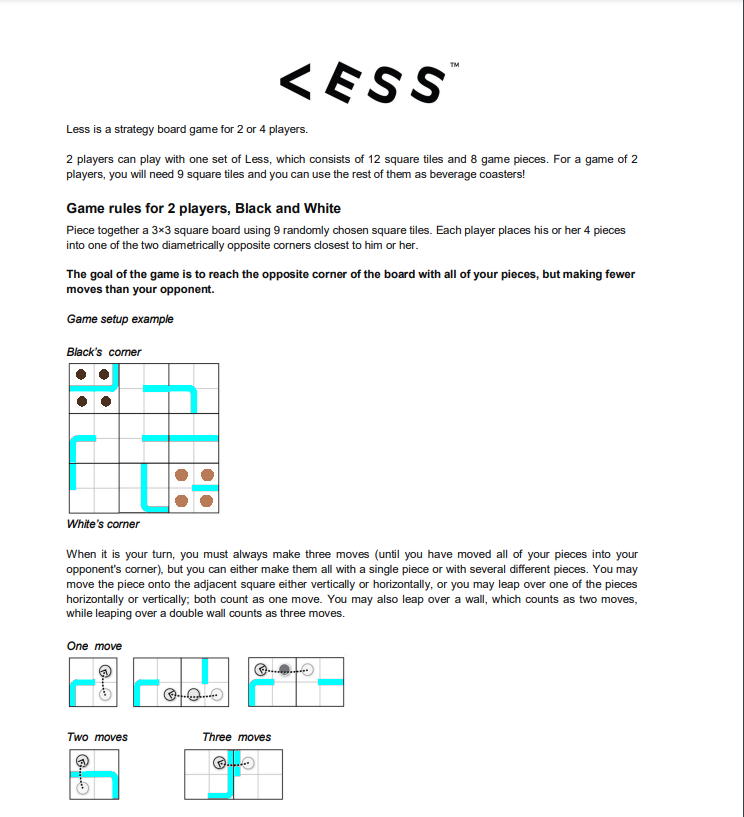 <ESS™
Less is a strategy board game for 2 or 4 players.
2 players can play with one set of Less, which consists of 12 square tiles and 8 game pieces. For a game of 2
players, you will need 9 square tiles and you can use the rest of them as beverage coasters!
Game rules for 2 players, Black and White
Piece together a 3×3 square board using 9 randomly chosen square tiles. Each player places his or her 4 pieces
into one of the two diametrically opposite corners closest to him or her.
The goal of the game is to reach the opposite corner of the board with all of your pieces, but making fewer
moves than your opponent.
Game setup example
Black's corner
White's corner
When it is your turn, you must always make three moves (until you have moved all of your pieces into your
opponent's corner), but you can either make them all with a single piece or with several different pieces. You may
move the piece onto the adjacent square either vertically or horizontally, or you may leap over one of the pieces
horizontally or vertically; both count as one move. You may also leap over a wall, which counts as two moves,
while leaping over a double wall counts as three moves.
One move
Two moves
Three moves